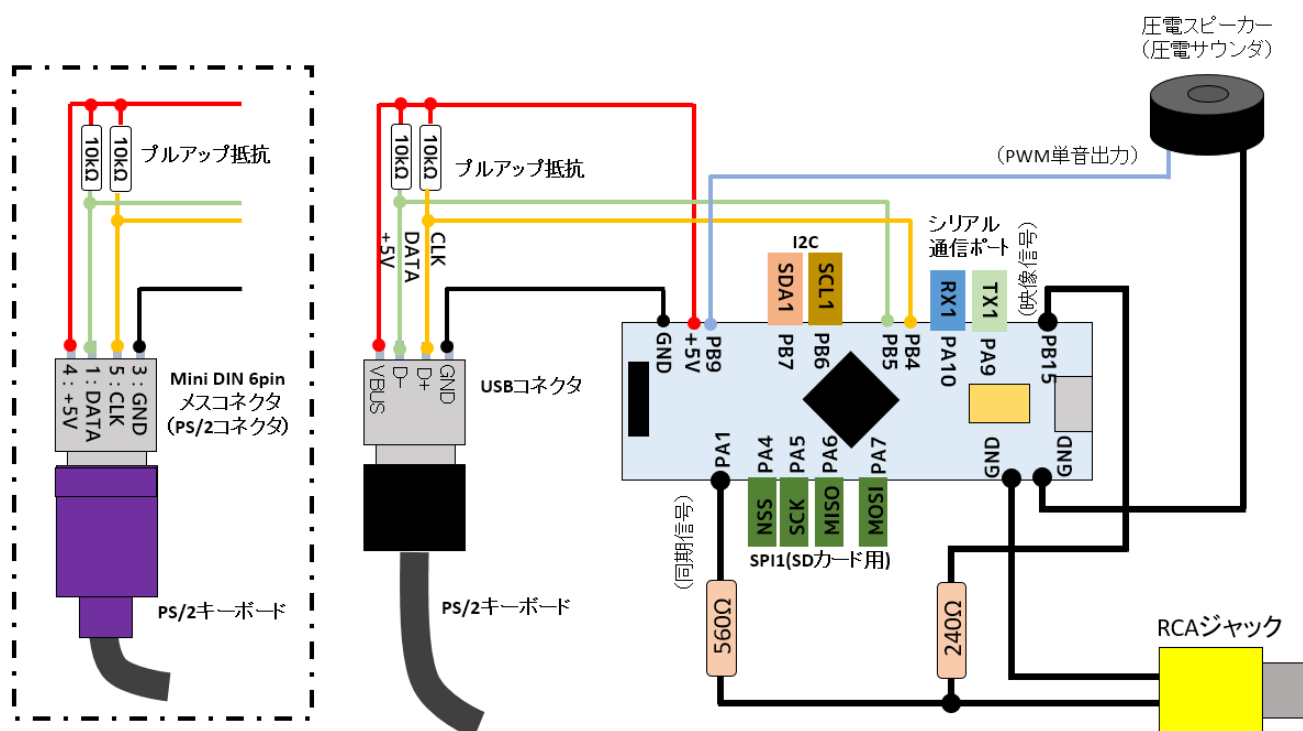 圧電スピーカー
(圧電サウンダ)
10kΩ
10kΩ
プルアップ抵抗
10kΩ
10kΩ
プルアップ抵抗
(PWM単音出力)
+5V
DATA
CLK
I2C
SDA1
SCL1
シリアル
通信ポート
RX1
TX1
(映像信号)
GND
+5V
PB9
PB7
PB6
PB5
PB4
PA10
PA9
PB15
4:+5V
1:DATA
5:CLK
3:GND
Mini DIN 6pin
メスコネクタ
(PS/2コネクタ)
VBUS
D-
D+
GND
USBコネクタ
PA1
PA4
PA5
PA6
PA7
GND
GND
(同期信号)
NSS
SCK
MISO
MOSI
SPI1(SDカード用)
PS/2キーボード
PS/2キーボード
560Ω
240Ω
RCAジャック